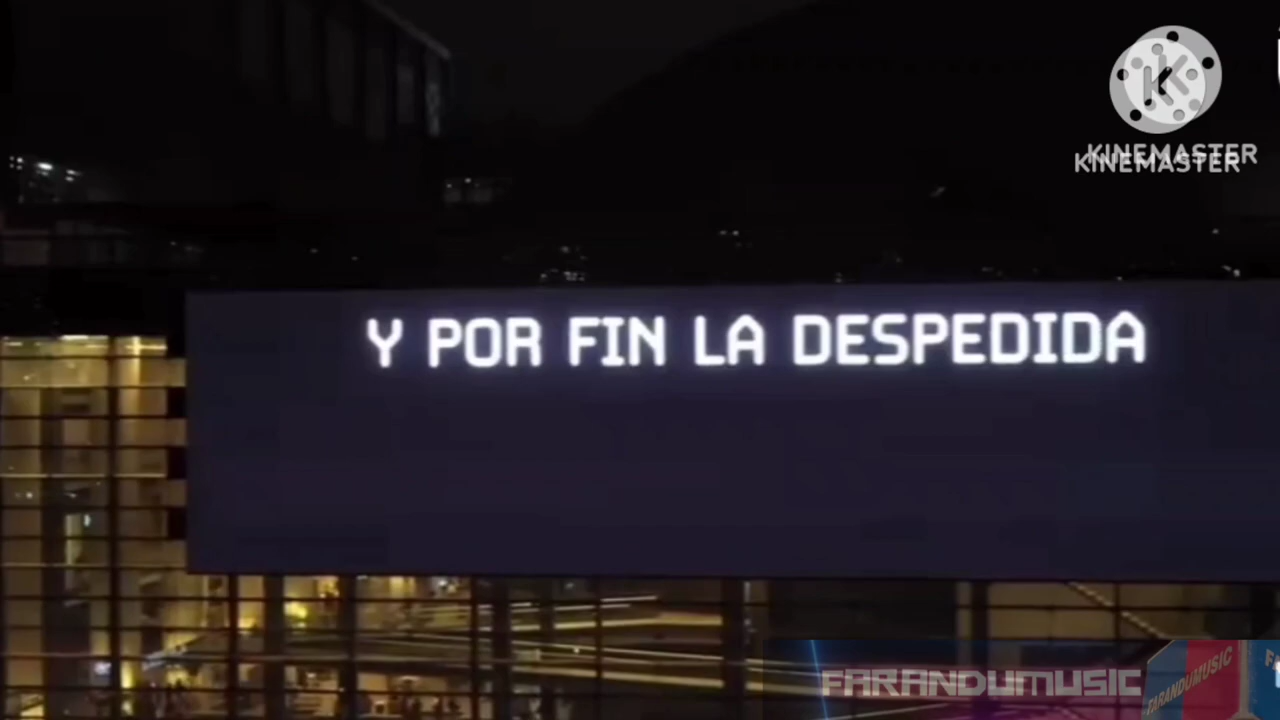 KINEMASTER
KINEMASTER
Y POR FIN LA DESPEDIDA
FARANDUMUSIC
FARANDUMUSIC